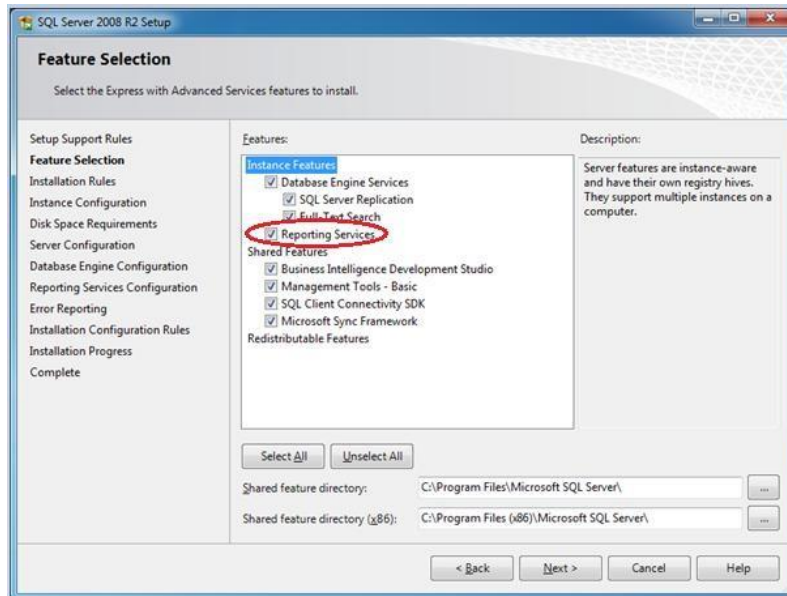 SQL Server 2008 R2 Setup
Feature Selection
Select the Express with Advanced Services features to install.
Setup Support Rules
Feature Selection
Installation Rules
Instance Configuration
Disk Space Requirements
Server Configuration
Database Engine Configuration
Reporting Services Configuration
Error Reporting
Installation Configuration Rules
Installation Progress
Complete
Features:
Instance Features
Database Engine Services
SQL Server Replication
Full-Text Search
Reporting Services
Shared Features
Business Intelligence Development Studio
Management Tools - Basic
SQL Client Connectivity SDK
Microsoft Sync Framework
Redistributable Features
Description:
Server features are instance-aware
and have their own registry hives.
They support multiple instances on a
computer.
Select All
Unselect All
Shared feature directory:
C:\Program Files\Microsoft SQL Server\
...
Shared feature directory (x86):
C:\Program Files (x86)\Microsoft SQL Server\
...
< Back
Next >
Cancel
Help